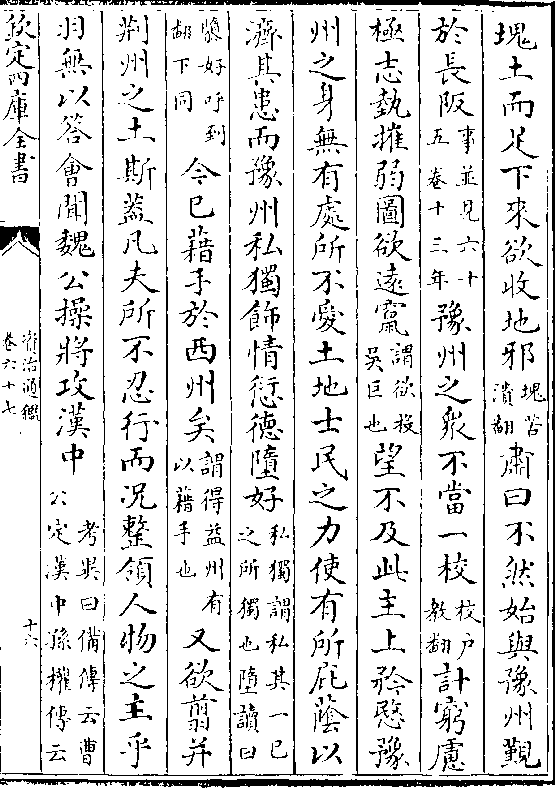 塊土而足下來欲收地邪塊苦潰翻肅曰不然始與豫州覲
於長阪事並見六十五卷十三年豫州之衆不當一校校戶教翻計窮慮
極志勢摧弱圖欲遠竄謂欲投吳巨也望不及此主上矜愍豫
州之身無有處所不愛土地士民之力使有所庇蔭以
濟其患而豫州私獨飾情愆德墮好私獨謂私其一已之所獨也墮讀曰
隳好呼到翻下同今已藉手於西州矣謂得益州有以藉手也又欲翦并
荆州之土斯蓋凡夫所不忍行而况整領人物之主乎
羽無以答會聞魏公操將攻漢中考異曰備傳云曹公定漢中孫權傳云
欽定四庫全書
資治通鑑
卷六十七
十六